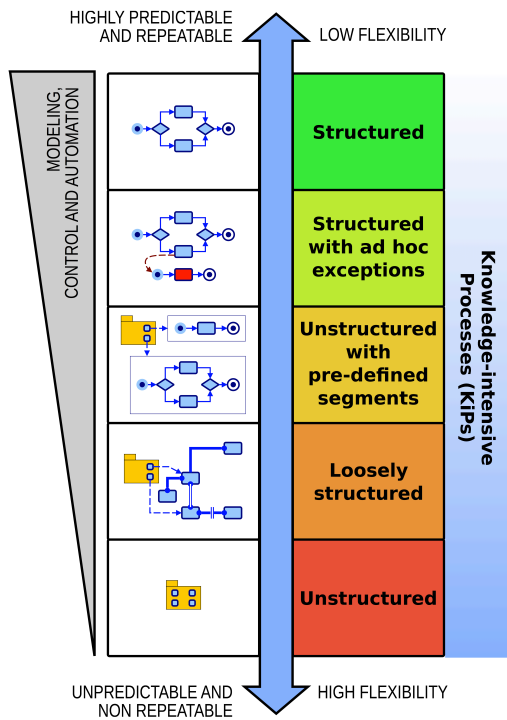 HIGHLY PREDICTABLE
AND REPEATABLE
LOW FLEXIBILITY
MODELING,
CONTROL AND AUTOMATION
Structured
Structured
with ad hoc
exceptions
Unstructured
with
pre-defined
segments
Loosely
structured
Unstructured
Knowledge-intensive
Processes (KiPs)
UNPREDICTABLE AND
NON REPEATABLE
HIGH FLEXIBILITY